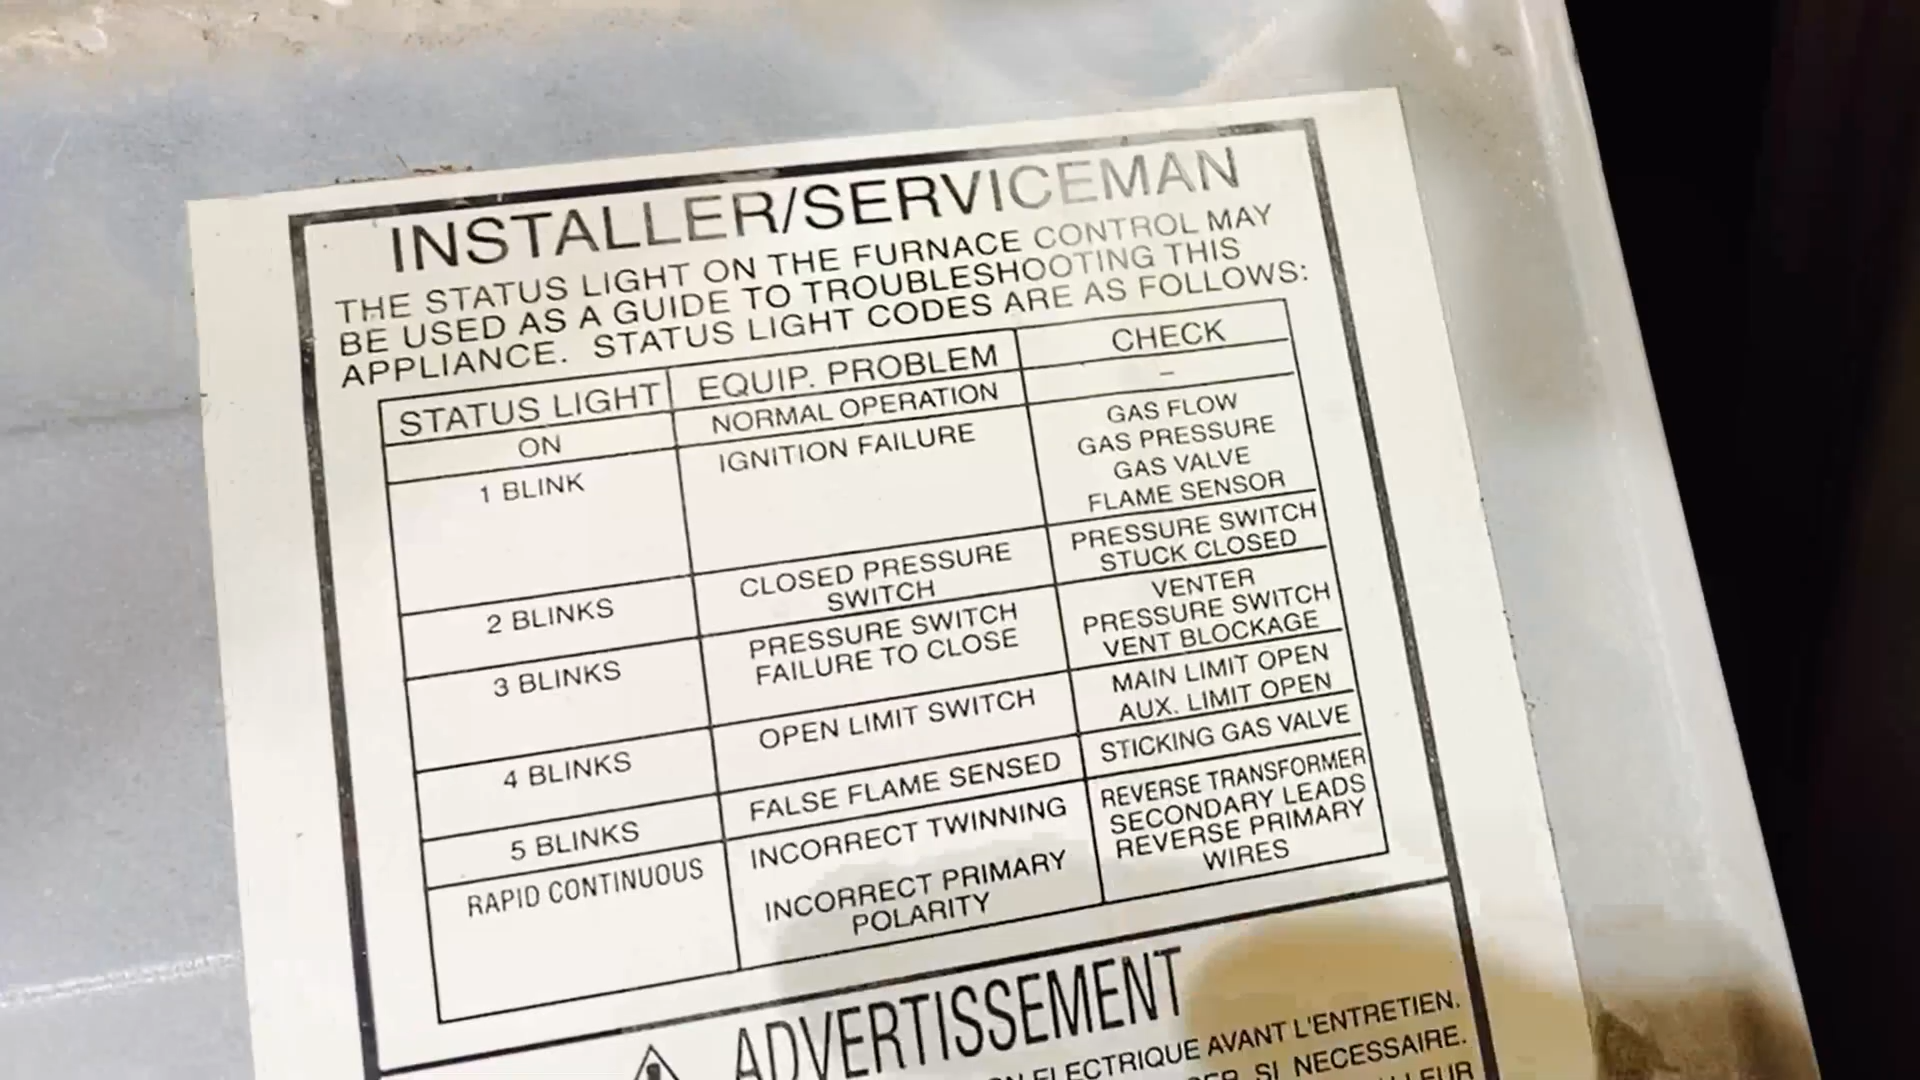 INSTALLER/SERVICEMAN
THE STATUS LIGHT ON THE FURNACE CONTROL MAY
BE USED AS A GUIDE TO TROUBLESHOOTING THIS
APPLIANCE. STATUS LIGHT CODES ARE AS FOLLOWS:
STATUS LIGHT EQUIP. PROBLEM CHECK
ON NORMAL OPERATION –
1 BLINK IGNITION FAILURE GAS FLOW
GAS PRESSURE
GAS VALVE
FLAME SENSOR
2 BLINKS CLOSED PRESSURE PRESSURE SWITCH
SWITCH STUCK CLOSED
3 BLINKS PRESSURE SWITCH VENTER
FAILURE TO CLOSE PRESSURE SWITCH
VENT BLOCKAGE
4 BLINKS OPEN LIMIT SWITCH MAIN LIMIT OPEN
AUX. LIMIT OPEN
5 BLINKS FALSE FLAME SENSED STICKING GAS VALVE
RAPID CONTINUOUS INCORRECT TWINNING REVERSE TRANSFORMER
SECONDARY LEADS
INCORRECT PRIMARY REVERSE PRIMARY
POLARITY WIRES
ADVERTISSEMENT
ELECTRIQUE AVANT L'ENTRETIEN.
SI NECESSAIRE.